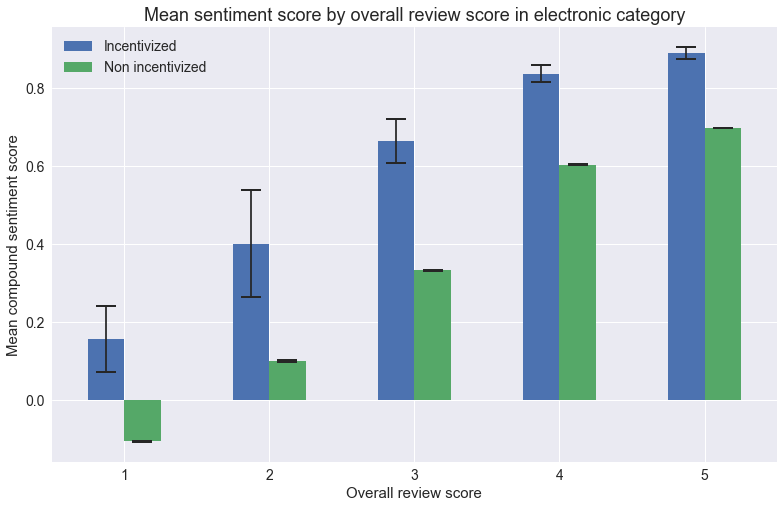 Mean sentiment score by overall review score in electronic category
Incentivized
Non incentivized
Mean compound sentiment score
0.8
0.6
0.4
0.2
0.0
1 2 3 4 5
Overall review score